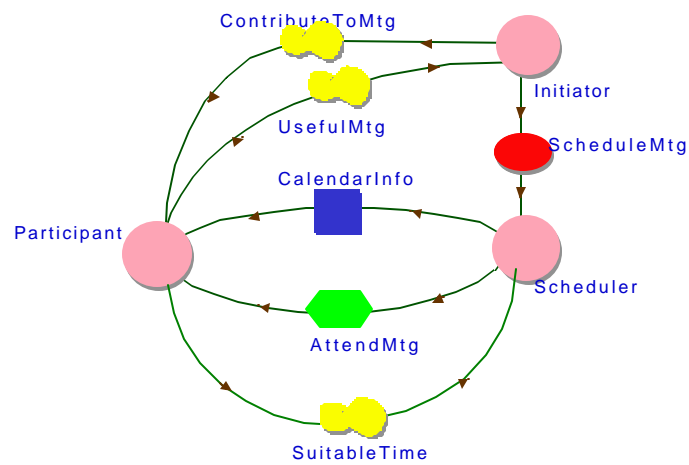 ContributeToMtg
Initiator
UsefulMtg
ScheduleMtg
CalendarInfo
Participant
Scheduler
AttendMtg
SuitableTime